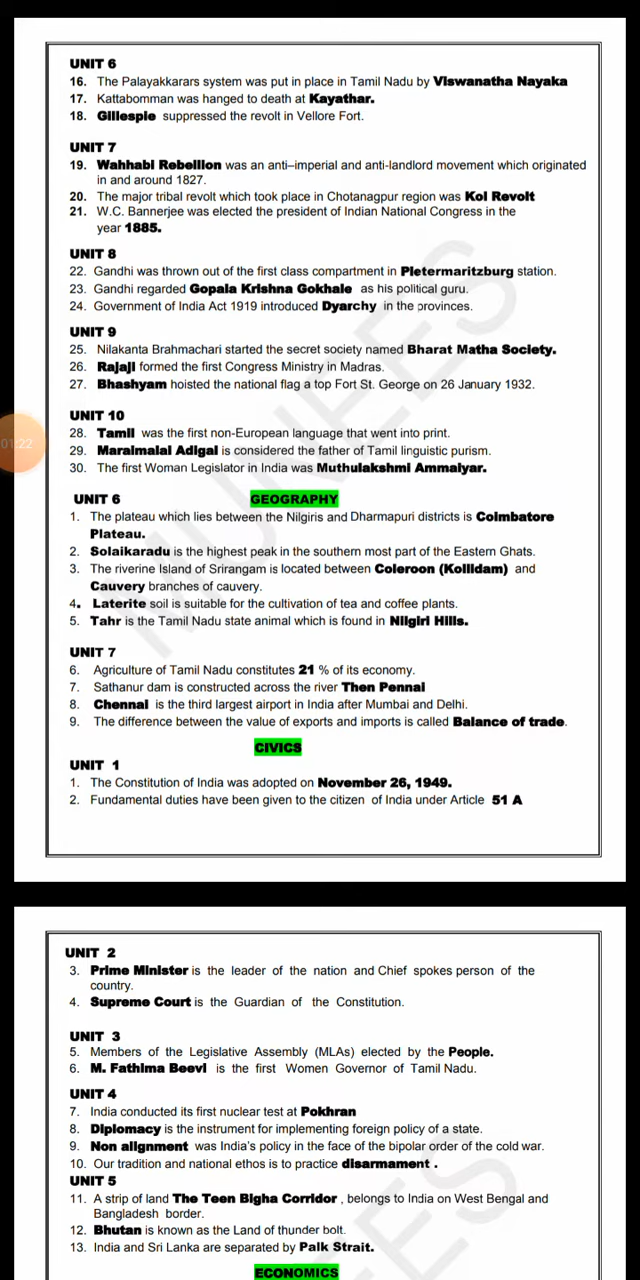 UNIT 6
16. The Palayakkarars system was put in place in Tamil Nadu by Viswanatha Nayaka
17. Kattabomman was hanged to death at Kayathar.
18. Gillespie suppressed the revolt in Vellore Fort.
UNIT 7
19. Wahhabi Rebellion was an anti–imperial and anti-landlord movement which originated
in and around 1827.
20. The major tribal revolt which took place in Chotanagpur region was Kol Revolt
21. W.C. Bannerjee was elected the president of Indian National Congress in the
year 1885.
UNIT 8
22. Gandhi was thrown out of the first class compartment in Pietermaritzburg station.
23. Gandhi regarded Gopala Krishna Gokhale as his political guru.
24. Government of India Act 1919 introduced Dyarchy in the provinces.
UNIT 9
25. Nilakanta Brahmachari started the secret society named Bharat Matha Society.
26. Rajaji formed the first Congress Ministry in Madras.
27. Bhashyam hoisted the national flag a top Fort St. George on 26 January 1932.
UNIT 10
01:22
28. Tamil was the first non-European language that went into print.
29. Maraimalai Adigal is considered the father of Tamil linguistic purism.
30. The first Woman Legislator in India was Muthulakshmi Ammaiyar.
UNIT 6 GEOGRAPHY
1. The plateau which lies between the Nilgiris and Dharmapuri districts is Coimbatore
Plateau.
2. Solaikaradu is the highest peak in the southern most part of the Eastern Ghats.
3. The riverine Island of Srirangam is located between Coleroon (Kollidam) and
Cauvery branches of cauvery.
4. Laterite soil is suitable for the cultivation of tea and coffee plants.
5. Tahr is the Tamil Nadu state animal which is found in Nilgiri Hills.
UNIT 7
6. Agriculture of Tamil Nadu constitutes 21 % of its economy.
7. Sathanur dam is constructed across the river Then Pennai
8. Chennai is the third largest airport in India after Mumbai and Delhi.
9. The difference between the value of exports and imports is called Balance of trade.
CIVICS
UNIT 1
1. The Constitution of India was adopted on November 26, 1949.
2. Fundamental duties have been given to the citizen of India under Article 51 A
MUNEES
UNIT 2
3. Prime Minister is the leader of the nation and Chief spokes person of the
country.
4. Supreme Court is the Guardian of the Constitution.
UNIT 3
5. Members of the Legislative Assembly (MLAs) elected by the People.
6. M. Fathima Beevi is the first Women Governor of Tamil Nadu.
UNIT 4
7. India conducted its first nuclear test at Pokhran
8. Diplomacy is the instrument for implementing foreign policy of a state.
9. Non alignment was India's policy in the face of the bipolar order of the cold war.
10. Our tradition and national ethos is to practice disarmament .
UNIT 5
11. A strip of land The Teen Bigha Corridor , belongs to India on West Bengal and
Bangladesh border.
12. Bhutan is known as the Land of thunder bolt.
13. India and Sri Lanka are separated by Palk Strait.
ECONOMICS